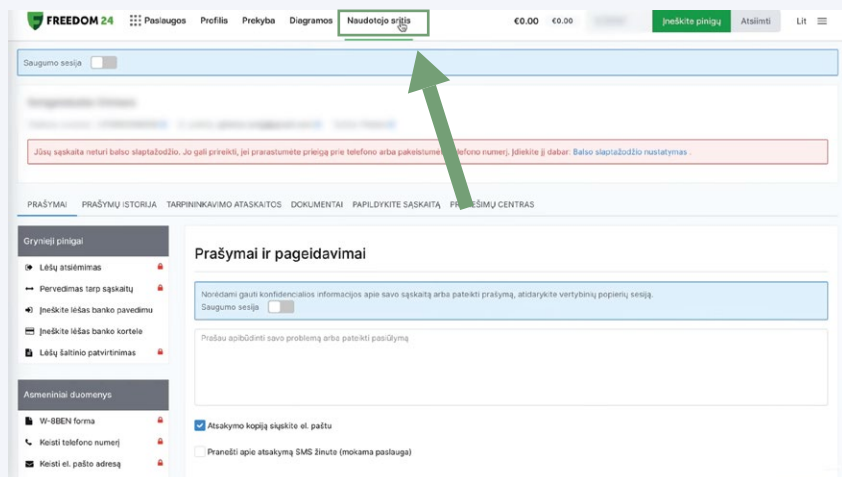 FREEDOM 24 Paslaugos Profilis Prekyba Diagramos Naudotojo sritis €0.00 €0.00 Įneškite pinigų Atsiimti Lit
Saugumo sesija
Jūsų sąskaita neturi balso slaptažodžio. Jo gali prireikti, jei prarastumėte prieigą prie telefono arba pakeistumėte telefono numerį. Įdiekite jį dabar: Balso slaptažodžio nustatymas .
PRAŠYMAI PRAŠYMŲ ISTORIJA TARPININKAVIMO ATASKAITOS DOKUMENTAI PAPILDYKITE SĄSKAITĄ CENTRAS
Grynieji pinigai
Lėšų atsiėmimas
Pervedimas tarp sąskaitų
Įneškite lėšas banko pavedimu
Įneškite lėšas banko kortele
Lėšų šaltinio patvirtinimas
Asmeniniai duomenys
W-8BEN forma
Keisti telefono numerį
Keisti el. pašto adresą
Prašymai ir pageidavimai
Norėdami gauti konfidencialios informacijos apie savo sąskaitą arba pateikti prašymą, atidarykite vertybinių popierių sesiją.
Saugumo sesija
Prašau apibūdinti savo problemą arba pateikti pasiūlymą
Atsakymo kopiją siųskite el. paštu
Pranešti apie atsakymą SMS žinute (mokama paslauga)